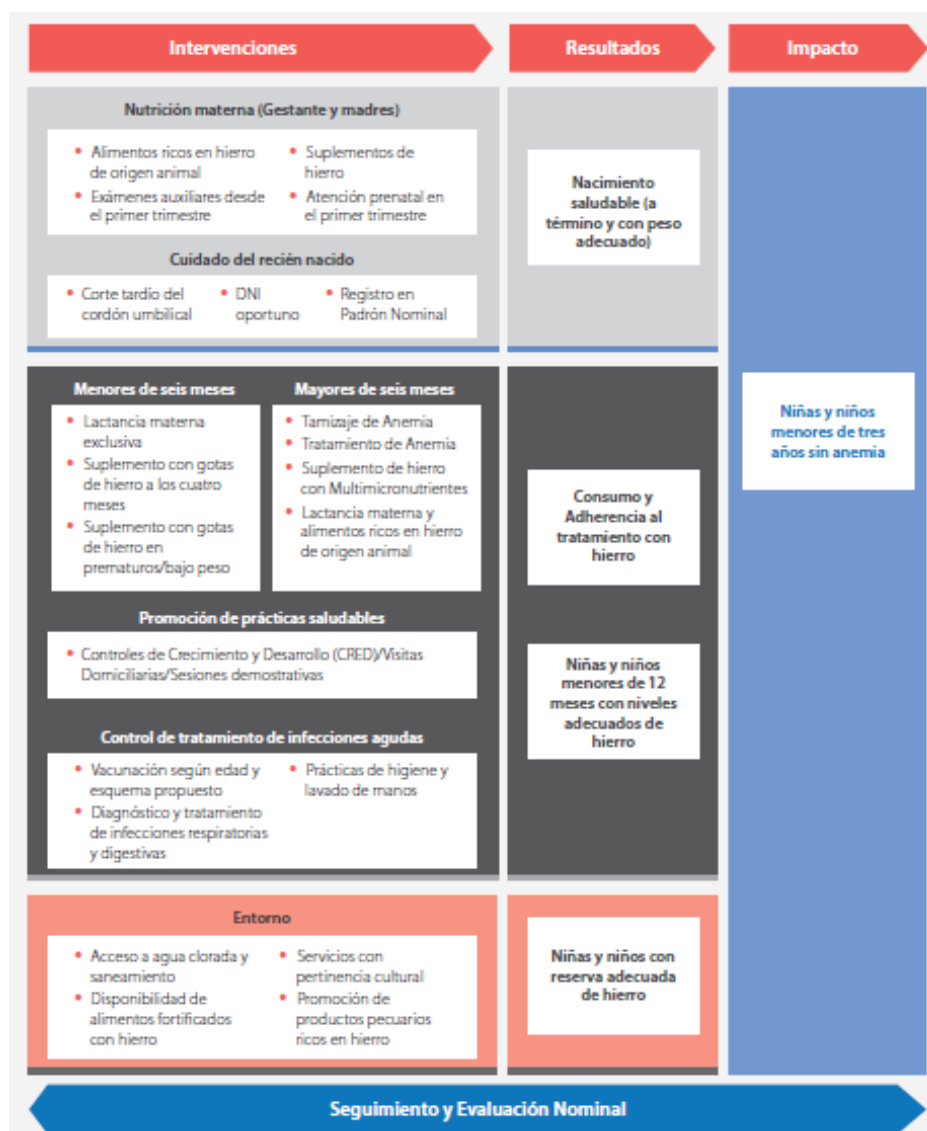 Intervenciones
Resultados
Impacto
Nutrición materna (Gestante y madres)
• Alimentos ricos en hierro
de origen animal
• Exámenes auxiliares desde
el primer trimestre
• Suplementos de
hierro
• Atención prenatal en
el primer trimestre
Cuidado del recién nacido
• Corte tardío del
cordón umbilical
• DNI
oportuno
• Registro en
Padrón Nominal
Nacimiento
saludable (a
término y con peso
adecuado)
Menores de seis meses
• Lactancia materna
exclusiva
• Suplemento con gotas
de hierro a los cuatro
meses
• Suplemento con gotas
de hierro en
prematuros/bajo peso
Mayores de seis meses
• Tamizaje de Anemia
• Tratamiento de Anemia
• Suplemento de hierro
con Multimicronutrientes
• Lactancia materna y
alimentos ricos en hierro
de origen animal
Promoción de prácticas saludables
• Controles de Crecimiento y Desarrollo (CRED)/Visitas
Domiciliarias/Sesiones demostrativas
Control de tratamiento de infecciones agudas
• Vacunación según edad y
esquema propuesto
• Diagnóstico y tratamiento
de infecciones respiratorias
y digestivas
• Prácticas de higiene y
lavado de manos
Consumo y
Adherencia al
tratamiento con
hierro
Niñas y niños
menores de 12
meses con niveles
adecuados de
hierro
Entorno
• Acceso a agua clorada y
saneamiento
• Disponibilidad de
alimentos fortificados
con hierro
• Servicios con
pertinencia cultural
• Promoción de
productos pecuarios
ricos en hierro
Niñas y niños con
reserva adecuada
de hierro
Niñas y niños
menores de tres
años sin anemia
Seguimiento y Evaluación Nominal